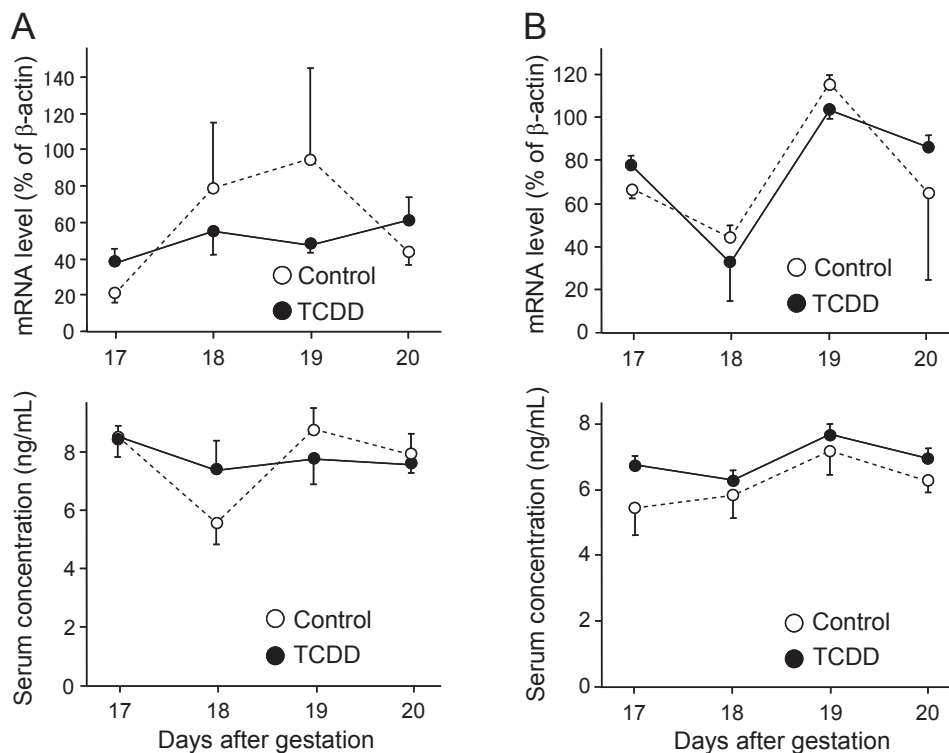 A
mRNA level (% of β-actin)
140
120
100
80
60
40
20
0
Control
TCDD
17 18 19 20
B
mRNA level (% of β-actin)
120
100
80
60
40
20
0
Control
TCDD
17 18 19 20
Serum concentration (ng/mL)
8
6
4
2
0
Control
TCDD
17 18 19 20
Days after gestation
Serum concentration (ng/mL)
8
6
4
2
0
Control
TCDD
17 18 19 20
Days after gestation